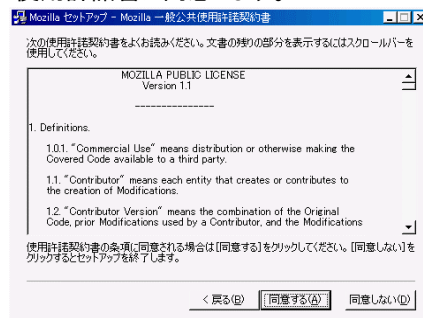 Mozilla セットアップ - Mozilla 一般公共使用許諾契約書
次の使用許諾契約書をよくお読みください。文書の残りの部分を表示するにはスクロールバーを
使用してください。
MOZILLA PUBLIC LICENSE
Version 1.1
---------------
1. Definitions.
1.0.1. "Commercial Use" means distribution or otherwise making the
Covered Code available to a third party.
1.1. "Contributor" means each entity that creates or contributes to
the creation of Modifications.
1.2. "Contributor Version" means the combination of the Original
Code, prior Modifications used by a Contributor, and the Modifications
使用許諾契約書の条項に同意される場合は[同意する]をクリックしてください。[同意しない]を
クリックするとセットアップを終了します。
< 戻る(B)
同意する(A)
同意しない(D)